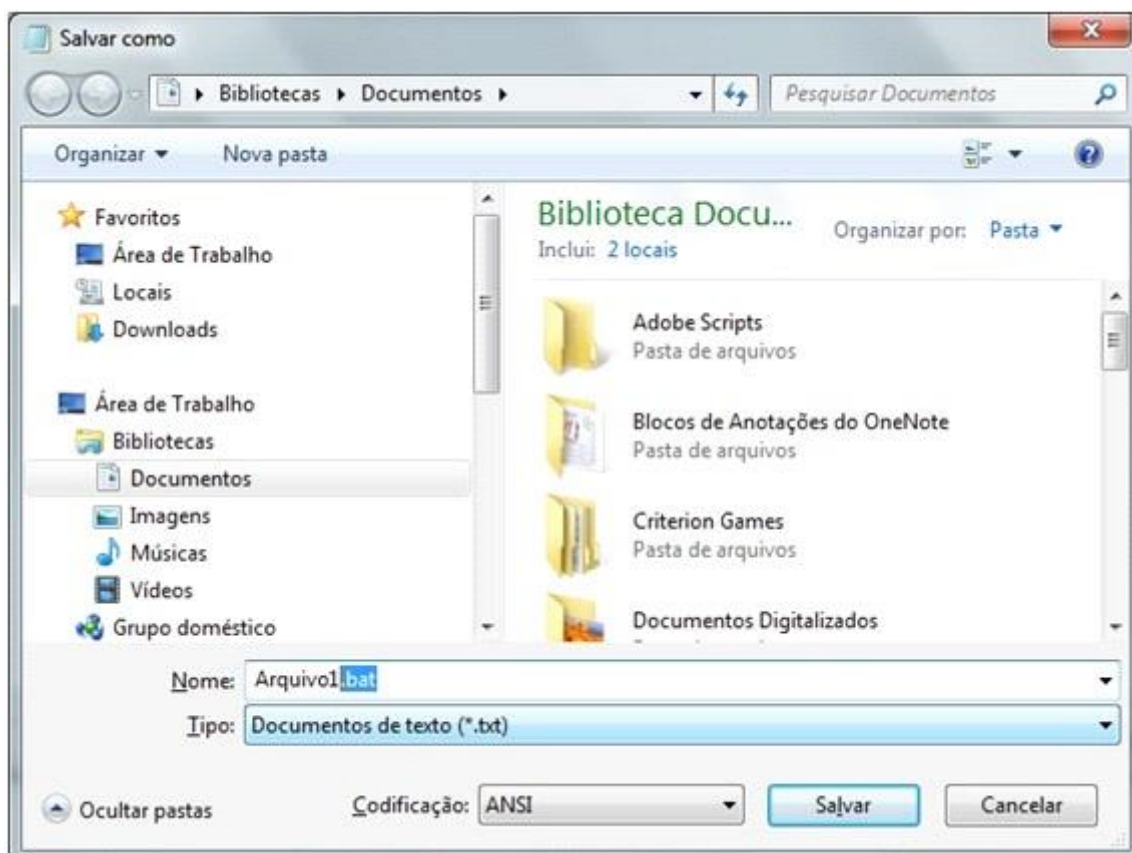 Salvar como
Bibliotecas Documentos
Pesquisar Documentos
Organizar
Nova pasta
Favoritos
Área de Trabalho
Locais
Downloads
Área de Trabalho
Bibliotecas
Documentos
Imagens
Músicas
Vídeos
Grupo doméstico
Biblioteca Docu...
Inclui: 2 locais
Organizar por: Pasta
Adobe Scripts
Pasta de arquivos
Blocos de Anotações do OneNote
Pasta de arquivos
Criterion Games
Pasta de arquivos
Documentos Digitalizados
Nome: Arquivo1.bat
Tipo: Documentos de texto (*.txt)
Ocultar pastas
Codificação: ANSI
Salvar
Cancelar